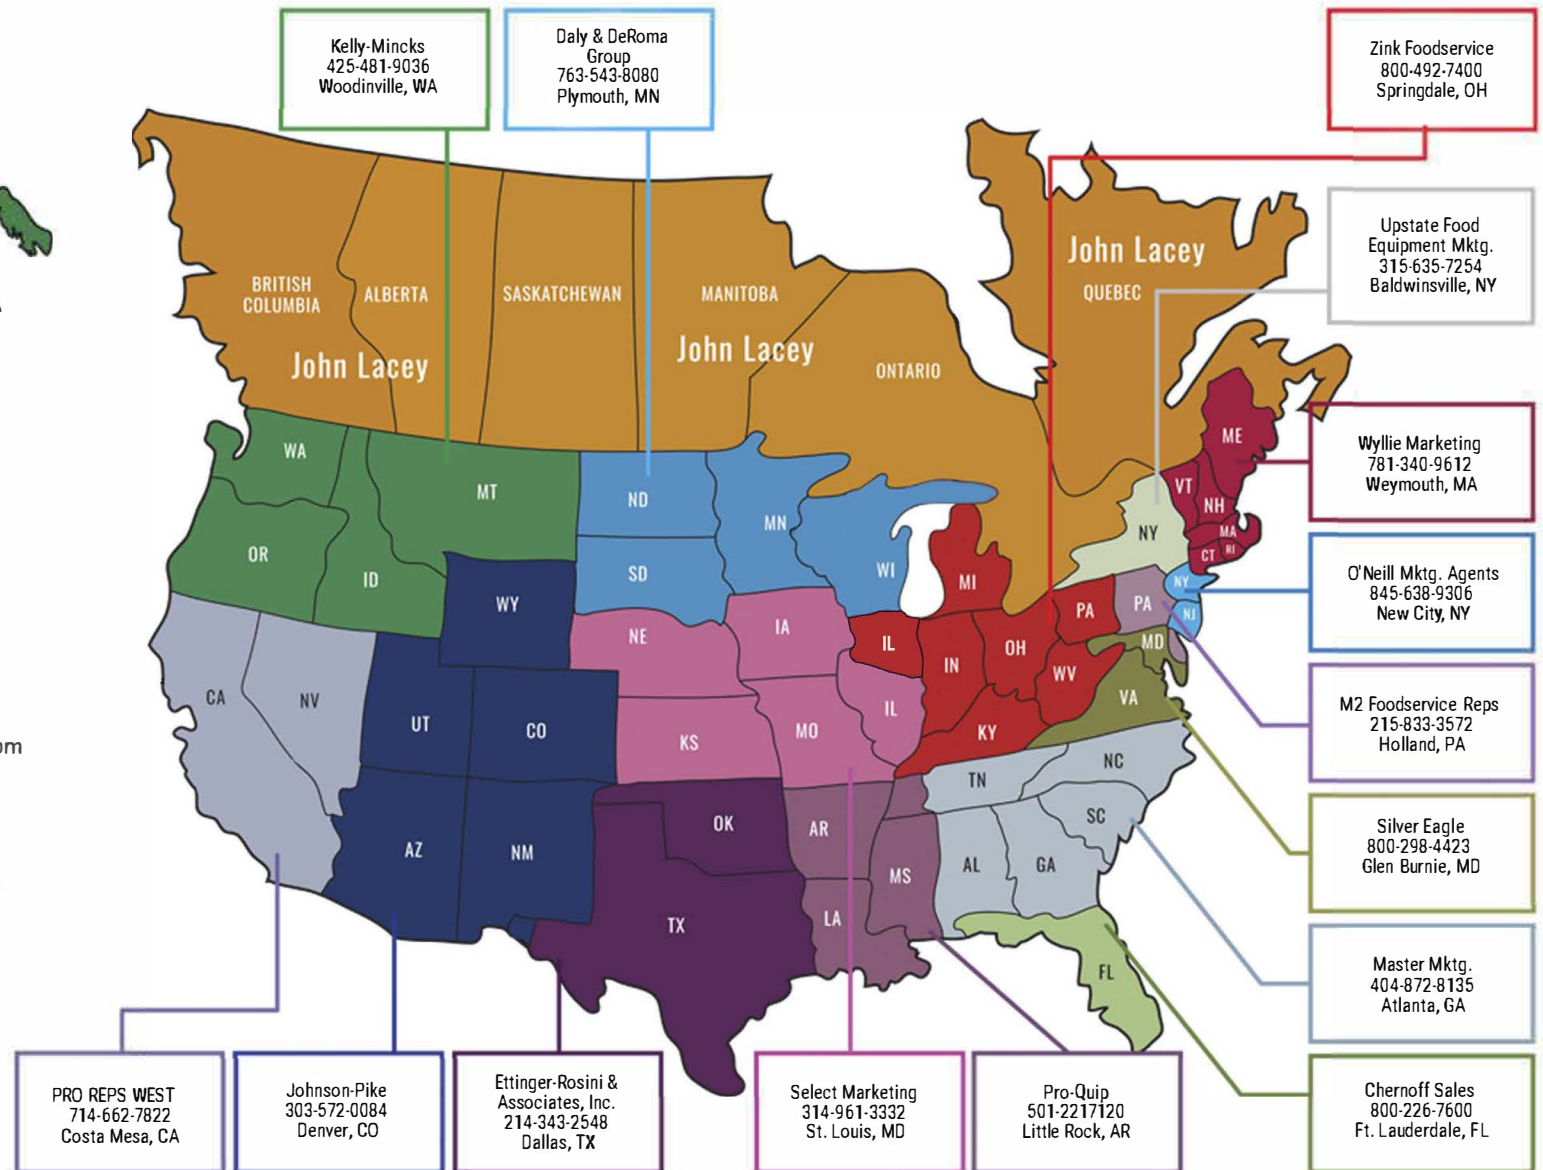 Kelly-Mincks
425-481-9036
Woodinville, WA
Daly & DeRoma
Group
763-543-8080
Plymouth, MN
Zink Foodservice
800-492-7400
Springdale, OH
Upstate Food
Equipment Mktg.
315-635-7254
Baldwinsville, NY
Wyllie Marketing
781-340-9612
Weymouth, MA
O'Neill Mktg. Agents
845-638-9306
New City, NY
M2 Foodservice Reps
215-833-3572
Holland, PA
Silver Eagle
800-298-4423
Glen Burnie, MD
Master Mktg.
404-872-8135
Atlanta, GA
Chernoff Sales
800-226-7600
Ft. Lauderdale, FL
PRO REPS WEST
714-662-7822
Costa Mesa, CA
Johnson-Pike
303-572-0084
Denver, CO
Ettinger-Rosini &
Associates, Inc.
214-343-2548
Dallas, TX
Select Marketing
314-961-3332
St. Louis, MD
Pro-Quip
501-2217120
Little Rock, AR
BRITISH
COLUMBIA
ALBERTA
SASKATCHEWAN
MANITOBA
ONTARIO
QUEBEC
John Lacey
John Lacey
John Lacey
WA
MT
OR
ID
ND
SD
MN
WI
MI
NY
VT
NH
ME
MA
CT
RI
NY
NJ
PA
PA
MD
WY
NE
IA
IL
IN
OH
WV
VA
CA
NV
UT
CO
KS
MO
IL
KY
NC
TN
SC
AZ
NM
OK
AR
MS
AL
GA
TX
LA
FL
om